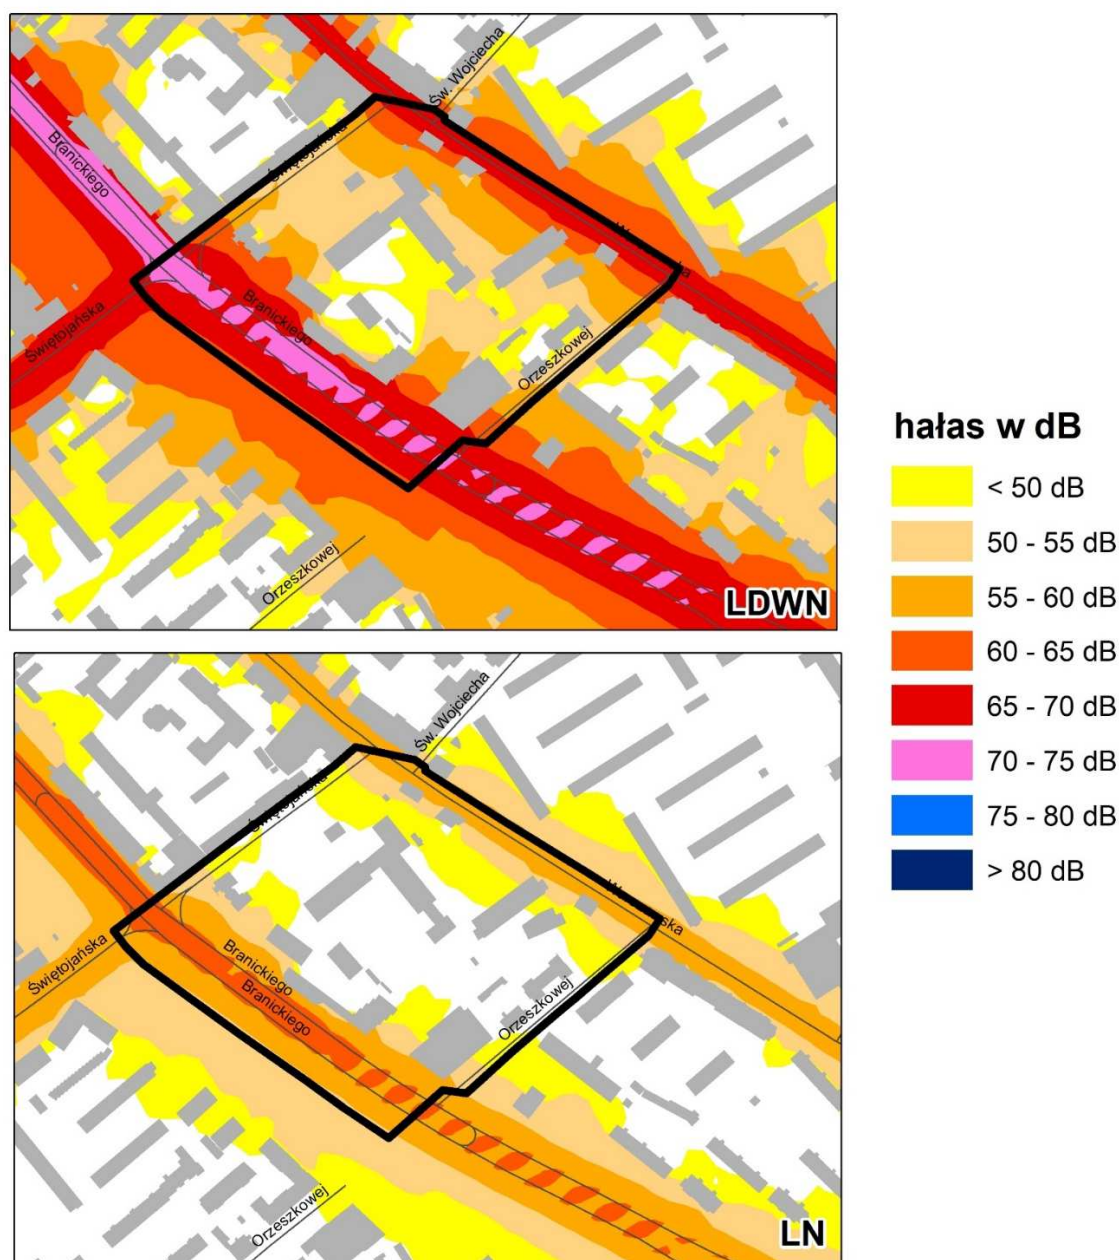 Św. Wojciecha
Branickiego
Świętojańska
Świętojańska
Branickiego
Orzeszkowej
Orzeszkowej
LDWN
hałas w dB
< 50 dB
50 - 55 dB
55 - 60 dB
60 - 65 dB
65 - 70 dB
70 - 75 dB
75 - 80 dB
> 80 dB
Św. Wojciecha
Świętojańska
Świętojańska
Branickiego
Branickiego
Orzeszkowej
Orzeszkowej
LN